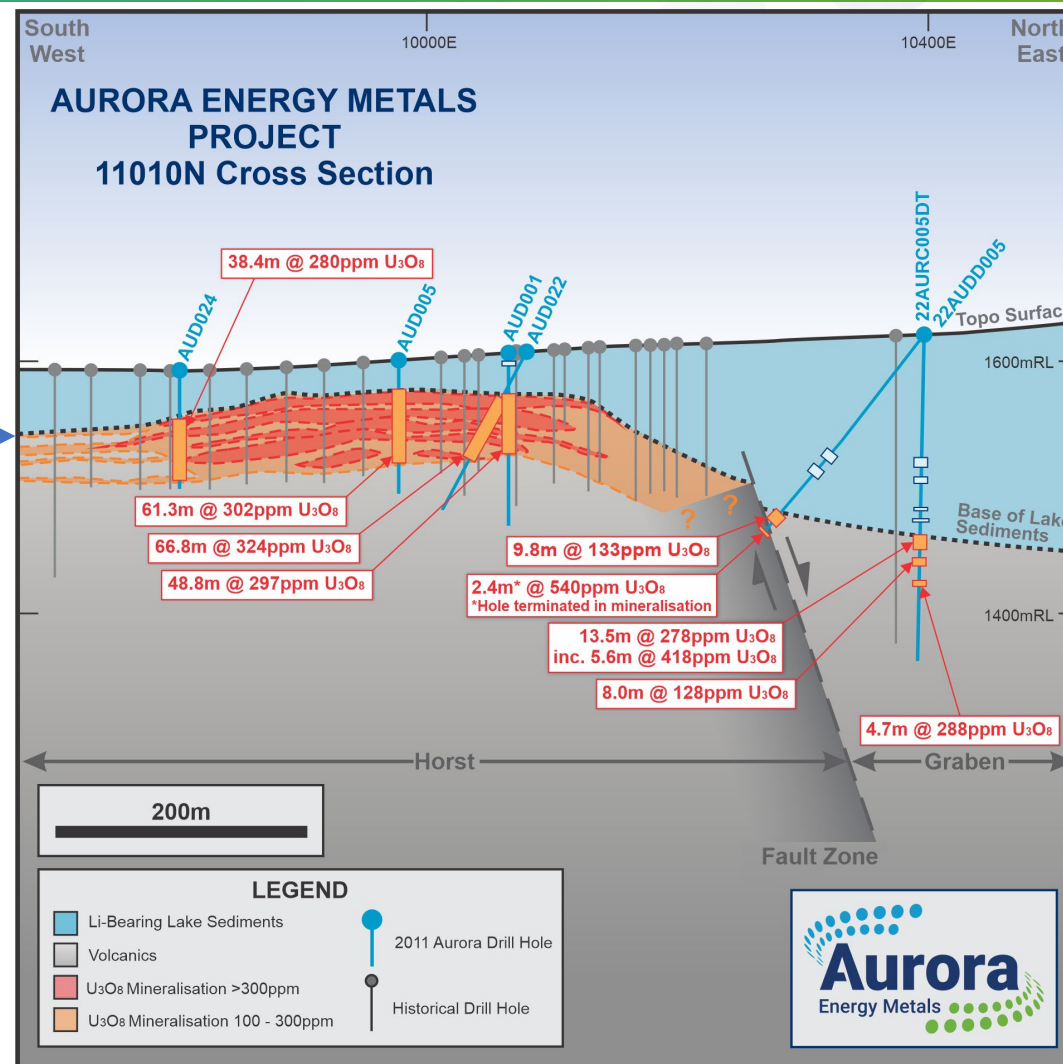 South
West
10000E
10400E
North
East
AURORA ENERGY METALS
PROJECT
11010N Cross Section
38.4m @ 280ppm U₃O₈
AUD024
AUD005
AUD001
AUD022
22AURC005DT
22AUDD005
Topo Surfac
1600mRL
61.3m @ 302ppm U₃O₈
66.8m @ 324ppm U₃O₈
48.8m @ 297ppm U₃O₈
? ?
9.8m @ 133ppm U₃O₈
2.4m* @ 540ppm U₃O₈
*Hole terminated in mineralisation
Base of Lake
Sediments
1400mRL
13.5m @ 278ppm U₃O₈
inc. 5.6m @ 418ppm U₃O₈
8.0m @ 128ppm U₃O₈
4.7m @ 288ppm U₃O₈
Horst
Graben
200m
Fault Zone
LEGEND
Li-Bearing Lake Sediments
Volcanics
U₃O₈ Mineralisation >300ppm
U₃O₈ Mineralisation 100 - 300ppm
2011 Aurora Drill Hole
Historical Drill Hole
Aurora
Energy Metals